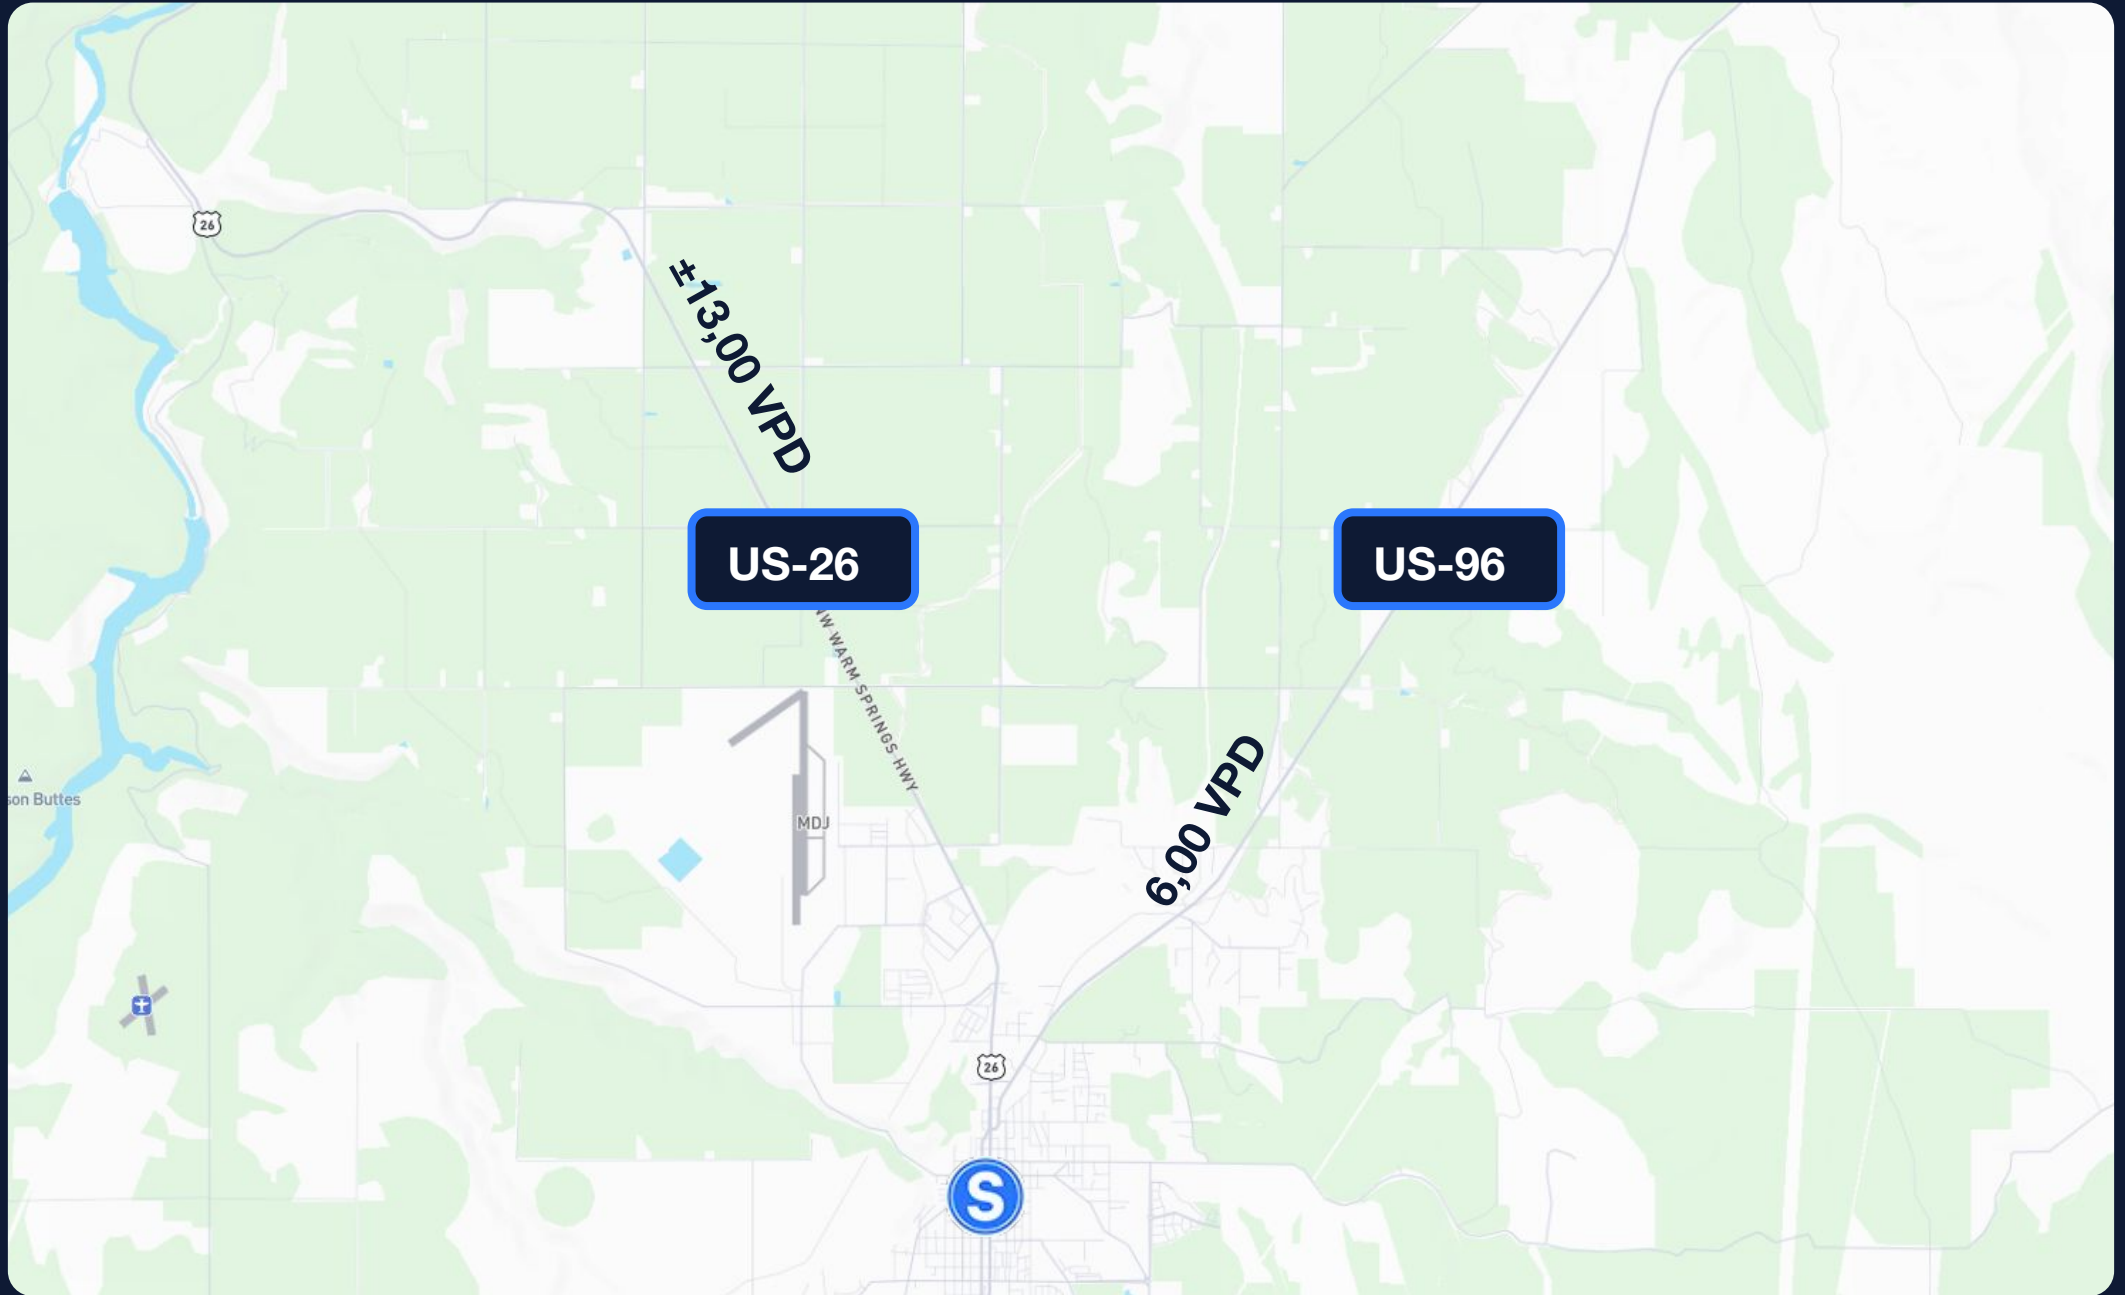 26
±13,00 VPD
US-26
US-96
NW WARM SPRINGS HWY
6,00 VPD
son Buttes
MDJ
26
S